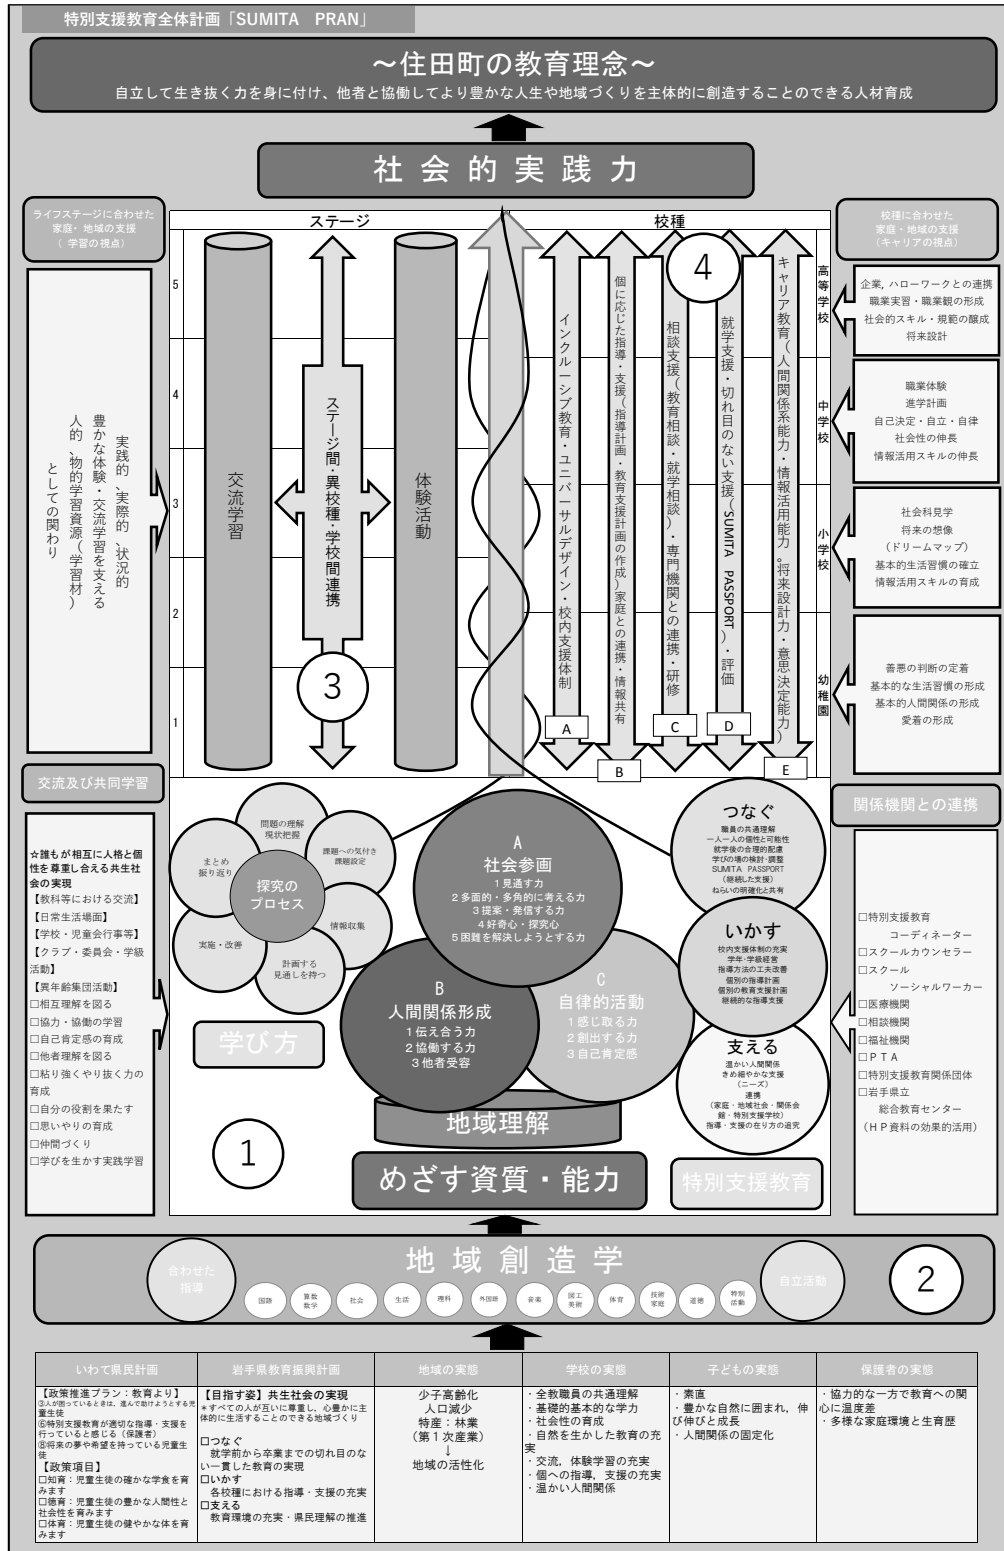 特別支援教育全体計画「SUMITA PRAN」
～住田町の教育理念～
自立して生き抜く力を身に付け、他者と協働してより豊かな人生や地域づくりを主体的に創造することのできる人材育成
社会的実践力
ライフステージに合わせた
家庭・地域の支援
（ 学習の視点）
ステージ
校種
校種に合わせた
家庭・地域の支援
（キャリアの視点）
実践的、実際的、状況的
豊かな体験・交流学習を支える
人的、物的学習資源（学習材）
としての関わり
5
4
3
2
1
交流学習
ステージ間・異校種・学校間連携
③
体験活動
インクルーシブ教育・ユニバーサルデザイン・校内支援体制
A
個に応じた指導・支援（指導計画・教育支援計画の作成）家庭との連携・情報共有
B
相談支援（教育相談・就学相談）・専門機関との連携・研修
C
④
就学支援・切れ目のない支援（SUMITA PASSPORT）・評価
D
キャリア教育（人間関係系能力・情報活用能力。将来設計力・意思決定能力）
E
高等学校
中学校
小学校
幼稚園
企業，ハローワークとの連携
職業実習・職業観の形成
社会的スキル・規範の醸成
将来設計
職業体験
進学計画
自己決定・自立・自律
社会性の伸長
情報活用スキルの伸長
社会科見学
将来の想像
（ドリームマップ）
基本的生活習慣の確立
情報活用スキルの育成
善悪の判断の定着
基本的な生活習慣の形成
基本的人間関係の形成
愛着の形成
交流及び共同学習
☆誰もが相互に人格と個
性を尊重し合える共生社
会の実現
【教科等における交流】
【日常生活場面】
【学校・児童会行事等】
【クラブ・委員会・学級
活動】
【異年齢集団活動】
□相互理解を図る
□協力・協働の学習
□自己肯定感の育成
□他者理解を図る
□粘り強くやり抜く力の
育成
□自分の役割を果たす
□思いやりの育成
□仲間づくり
□学びを生かす実践学習
問題の理解
現状把握
課題への気付き
課題設定
まとめ
振り返り
探究の
プロセス
情報収集
実施・改善
計画する
見通しを持つ
学び方
①
A
社会参画
1見通す力
2多面的・多角的に考える力
3提案・発信する力
4好奇心・探究心
5困難を解決しようとする力
B
人間関係形成
1伝え合う力
2協働する力
3他者受容
C
自律的活動
1感じ取る力
2創出する力
3自己肯定感
地域理解
めざす資質・能力
つなぐ
職員の共通理解
一人一人の個性と可能性
就学後の合理的配慮
学びの場の検討・調整
SUMITA PASSPORT
（継続した支援）
ねらいの明確化と共有
いかす
校内支援体制の充実
学年・学級経営
指導方法の工夫改善
個別の指導計画
個別の教育支援計画
継続的な指導支援
支える
温かい人間関係
きめ細やかな支援
（ニーズ）
連携
（家庭・地域社会・関係会
館・特別支援学校）
指導・支援の在り方の追究
特別支援教育
関係機関との連携
□特別支援教育
コーディネーター
□スクールカウンセラー
□スクール
ソーシャルワーカー
□医療機関
□相談機関
□福祉機関
□ＰＴＡ
□特別支援教育関係団体
□岩手県立
総合教育センター
（ＨＰ資料の効果的活用）
地域創造学
合わせた
指導
国語
算数
数学
社会
生活
理科
外国語
音楽
図工
美術
体育
技術
家庭
道徳
特別
活動
自立活動
②
いわて県民計画
【政策推進プラン：教育より】
③人が困っているときは、進んで助けようとする児
童生徒
⑥特別支援教育が適切な指導・支援を
行っていると感じる（保護者）
⑧将来の夢や希望を持っている児童生
徒
【政策項目】
□知育：児童生徒の確かな学食を育
みます
□徳育：児童生徒の豊かな人間性と
社会性を育みます
□体育：児童生徒の健やかな体を育
みます
岩手県教育振興計画
【目指す姿】共生社会の実現
＊すべての人が互いに尊重し、心豊かに主
体的に生活することのできる地域づくり
□つなぐ
就学前から卒業までの切れ目のな
い一貫した教育の実現
□いかす
各校種における指導・支援の充実
□支える
教育環境の充実・県民理解の推進
地域の実態
少子高齢化
人口減少
特産：林業
（第１次産業）
↓
地域の活性化
学校の実態
・全教職員の共通理解
・基礎的基本的な学力
・社会性の育成
・自然を生かした教育の充
実
・交流，体験学習の充実
・個への指導，支援の充実
・温かい人間関係
子どもの実態
・素直
・豊かな自然に囲まれ，伸
び伸びと成長
・人間関係の固定化
保護者の実態
・協力的な一方で教育への関
心に温度差
・多様な家庭環境と生育歴